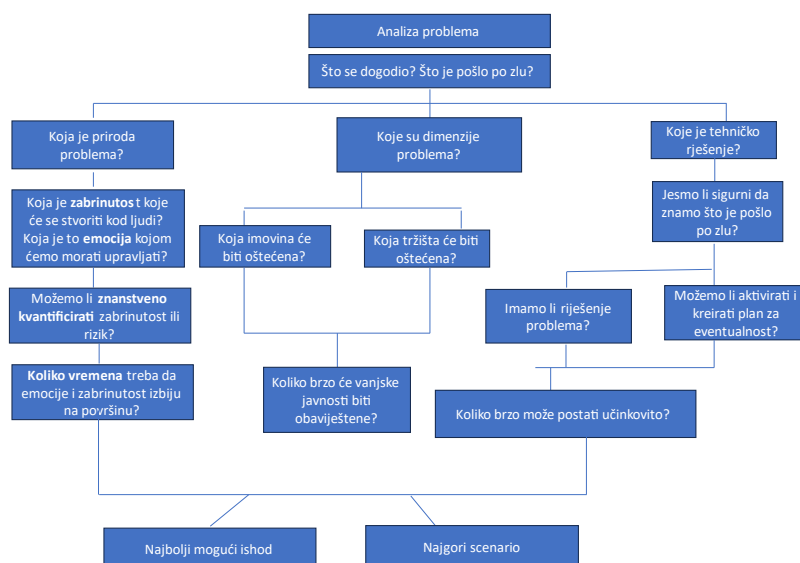 Analiza problema
Što se dogodio? Što je pošlo po zlu?
Koja je priroda
problema?
Koje su dimenzije
problema?
Koje je tehničko
rješenje?
Koja je zabrinutos t koje
će se stvoriti kod ljudi?
Koja je to emocija kojom
ćemo morati upravljati?
Koja imovina će
biti oštećena?
Koja tržišta će biti
oštećena?
Jesmo li sigurni da
znamo što je pošlo
po zlu?
Možemo li znanstveno
kvantificirati zabrinutost ili
rizik?
Imamo li riješenje
problema?
Možemo li aktivirati i
kreirati plan za
eventualnost?
Koliko vremena treba da
emocije i zabrinutost izbiju
na površinu?
Koliko brzo će vanjske
javnosti biti
obaviještene?
Koliko brzo može postati učinkovito?
Najbolji mogući ishod
Najgori scenario